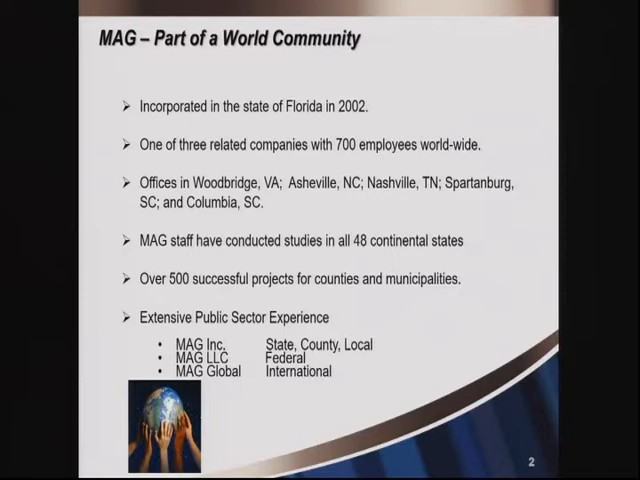 MAG – Part of a World Community
➢ Incorporated in the state of Florida in 2002.
➢ One of three related companies with 700 employees world-wide.
➢ Offices in Woodbridge, VA; Asheville, NC; Nashville, TN; Spartanburg,
SC; and Columbia, SC.
➢ MAG staff have conducted studies in all 48 continental states
➢ Over 500 successful projects for counties and municipalities.
➢ Extensive Public Sector Experience
• MAG Inc. State, County, Local
• MAG LLC Federal
• MAG Global International
2